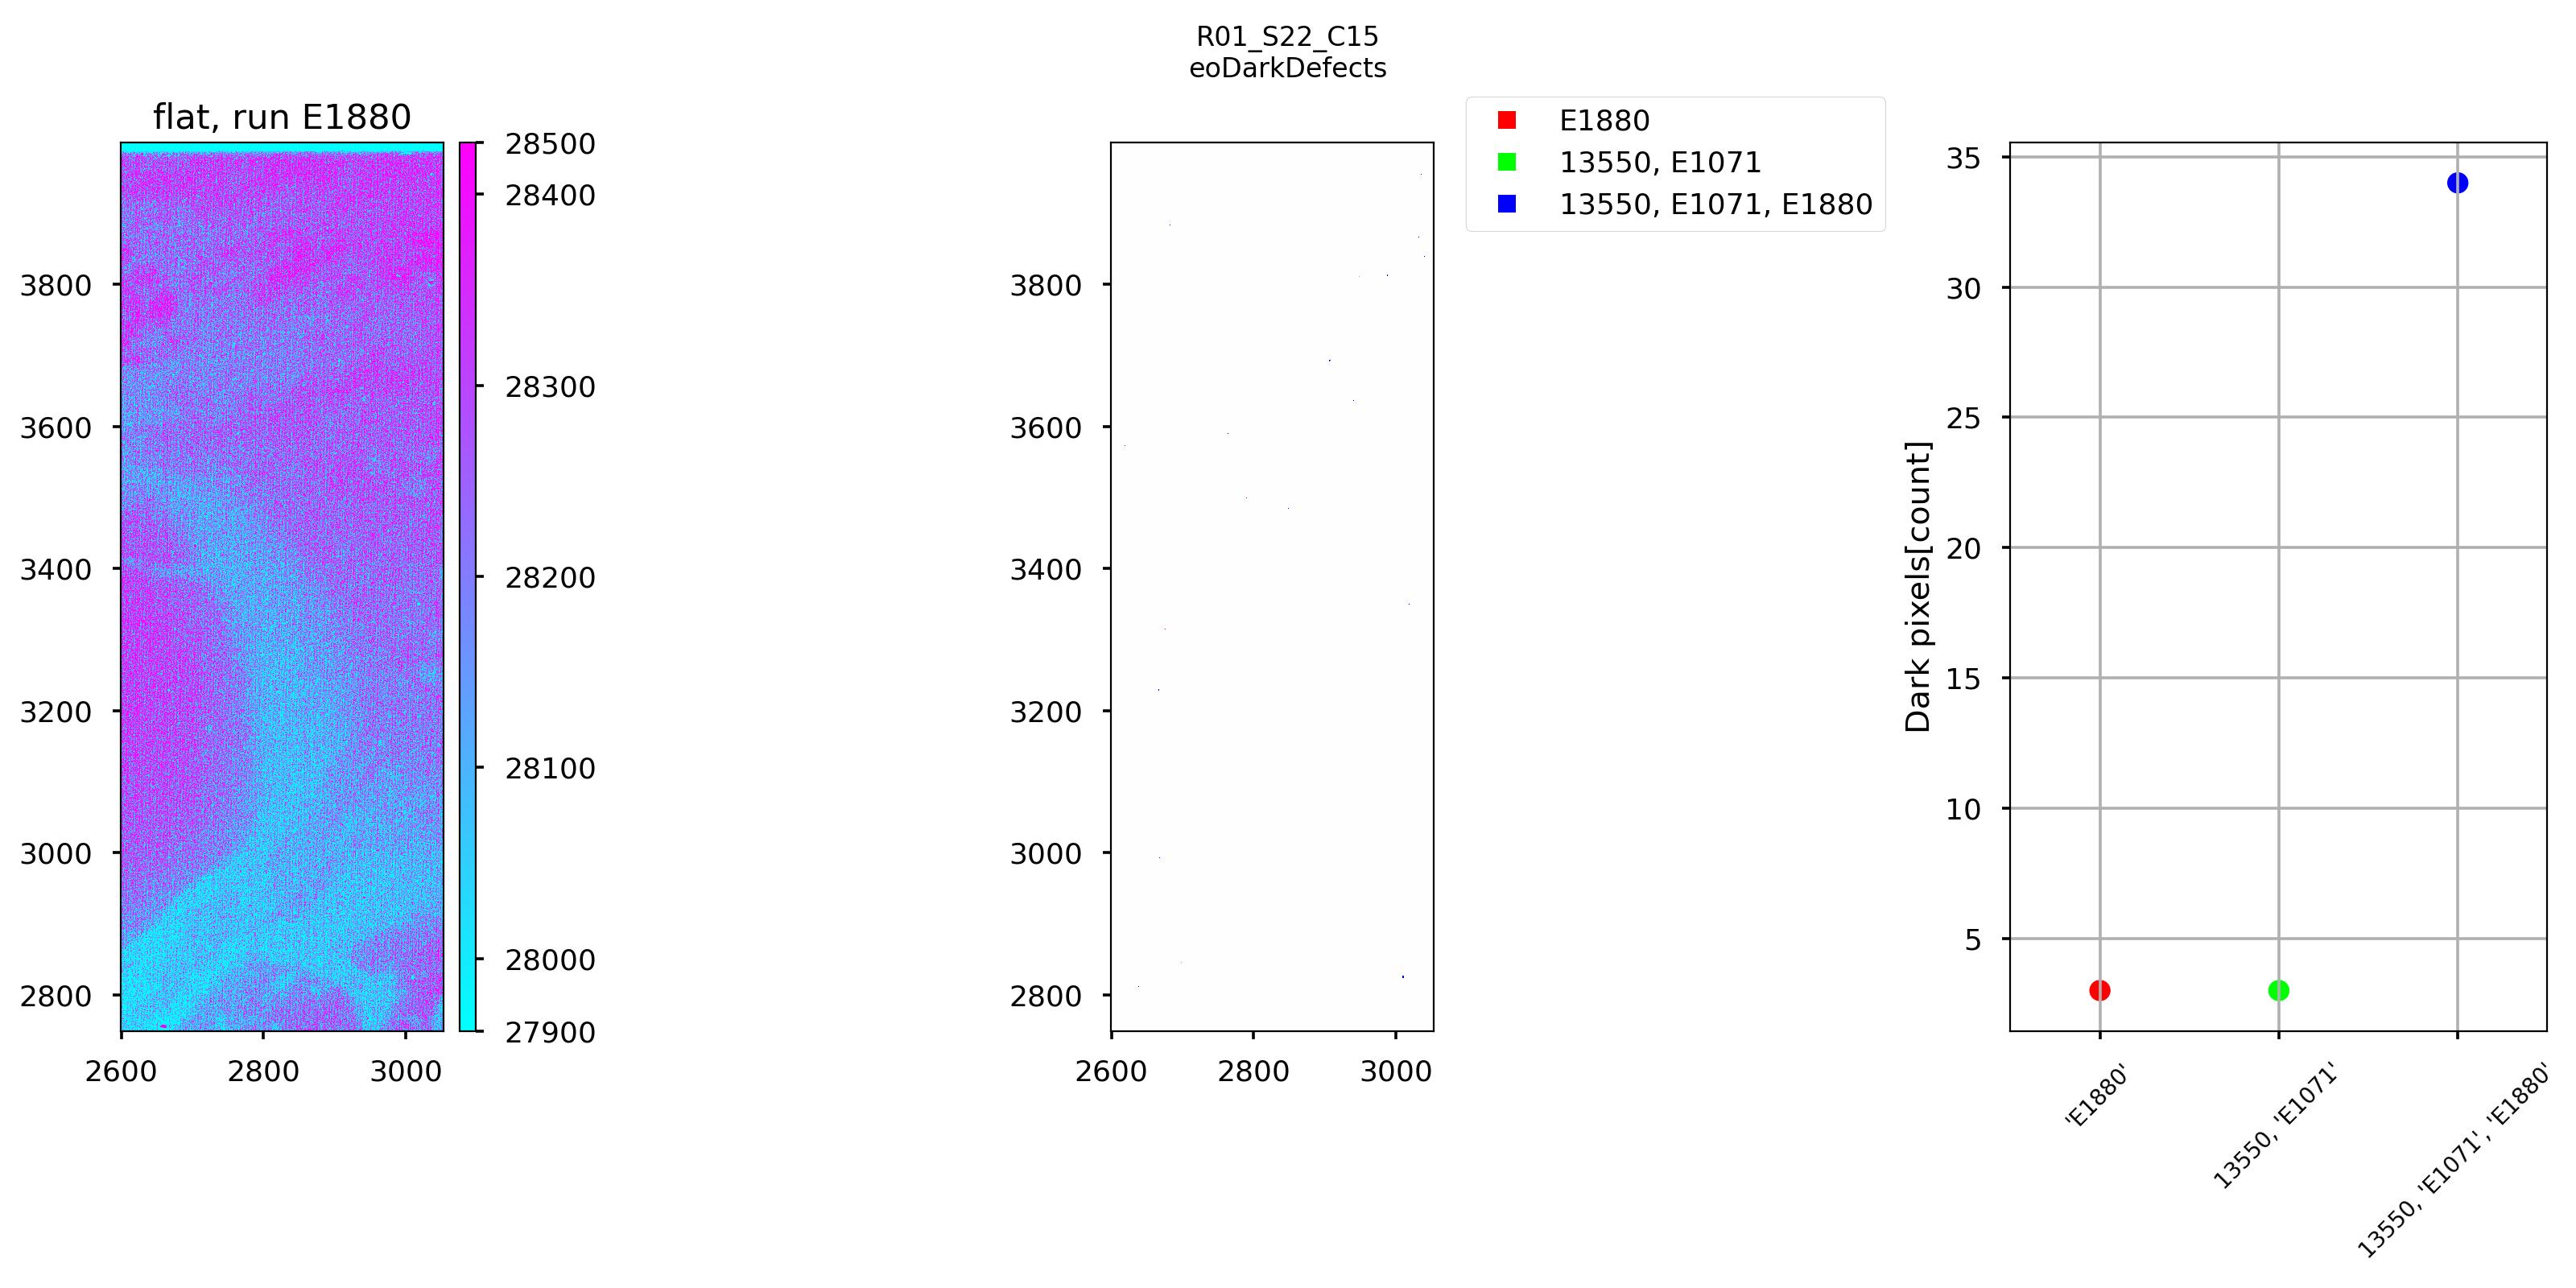 R01_S22_C15
eoDarkDefects
flat, run E1880
28500
28400
28300
28200
28100
28000
27900
3800
3600
3400
3200
3000
2800
2600 2800 3000
3800
3600
3400
3200
3000
2800
2600 2800 3000
E1880
13550, E1071
13550, E1071, E1880
Dark pixels[count]
35
30
25
20
15
10
5
'E1880'
13550, 'E1071'
13550, 'E1071', 'E1880'